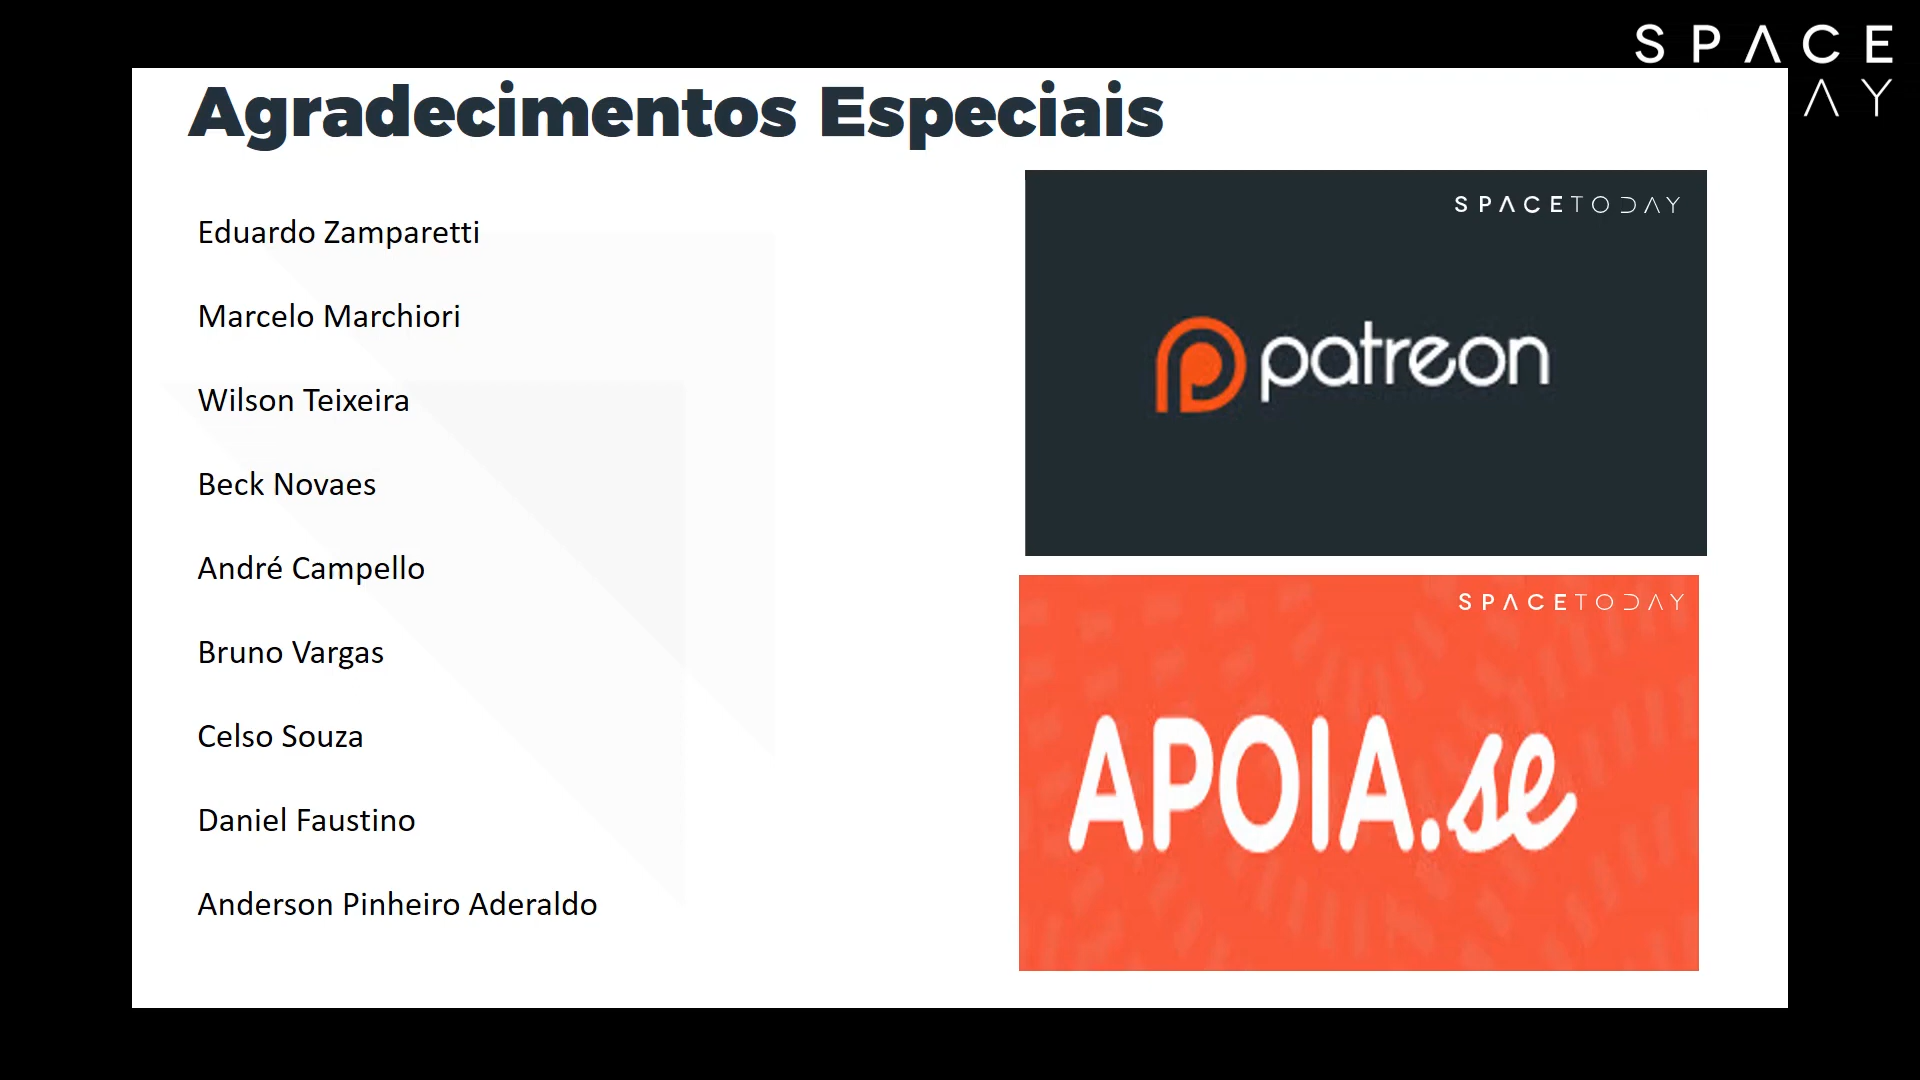 SPACE
AY
Agradecimentos Especiais
Eduardo Zamparetti
Marcelo Marchiori
Wilson Teixeira
Beck Novaes
André Campello
Bruno Vargas
Celso Souza
Daniel Faustino
Anderson Pinheiro Aderaldo
SPACETODAY
patreon
SPACETODAY
APOIA.se